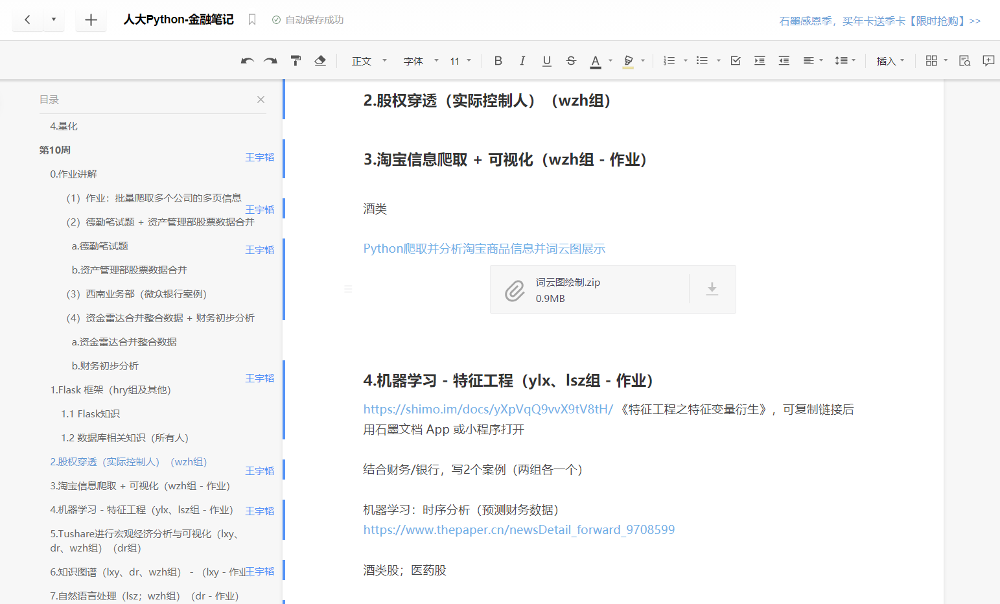 人大Python-金融笔记
自动保存成功
石墨感恩季，买年卡送季卡【限时抢购】>>
正文
字体
11
B
I
U
S
A
插入
目录
4.量化
第10周
王宇韬
0.作业讲解
（1）作业：批量爬取多个公司的多页信息
王宇韬
（2）德勤笔试题 + 资产管理部股票数据合并
a.德勤笔试题
王宇韬
b.资产管理部股票数据合并
（3）西南业务部（微众银行案例）
（4）资金雷达合并整合数据 + 财务初步分析
a.资金雷达合并整合数据
b.财务初步分析
王宇韬
1.Flask 框架（hry组及其他）
1.1 Flask知识
1.2 数据库相关知识（所有人）
2.股权穿透（实际控制人）（wzh组）
王宇韬
3.淘宝信息爬取 + 可视化（wzh组 - 作业）
4.机器学习 - 特征工程（ylx、lsz组 - 作业）
王宇韬
5.Tushare进行宏观经济分析与可视化（lxy、
dr、wzh组）（dr组）
6.知识图谱（lxy、dr、wzh组） - （lxy - 作业
王宇韬
7.自然语言处理（lsz；wzh组）（dr - 作业）
2.股权穿透（实际控制人）（wzh组）
3.淘宝信息爬取 + 可视化（wzh组 - 作业）
酒类
Python爬取并分析淘宝商品信息并词云图展示
词云图绘制.zip
0.9MB
4.机器学习 - 特征工程（ylx、lsz组 - 作业）
https://shimo.im/docs/yXpVqQ9vvX9tV8tH/ 《特征工程之特征变量衍生》，可复制链接后
用石墨文档 App 或小程序打开
结合财务/银行，写2个案例（两组各一个）
机器学习：时序分析（预测财务数据）
https://www.thepaper.cn/newsDetail_forward_9708599
酒类股；医药股